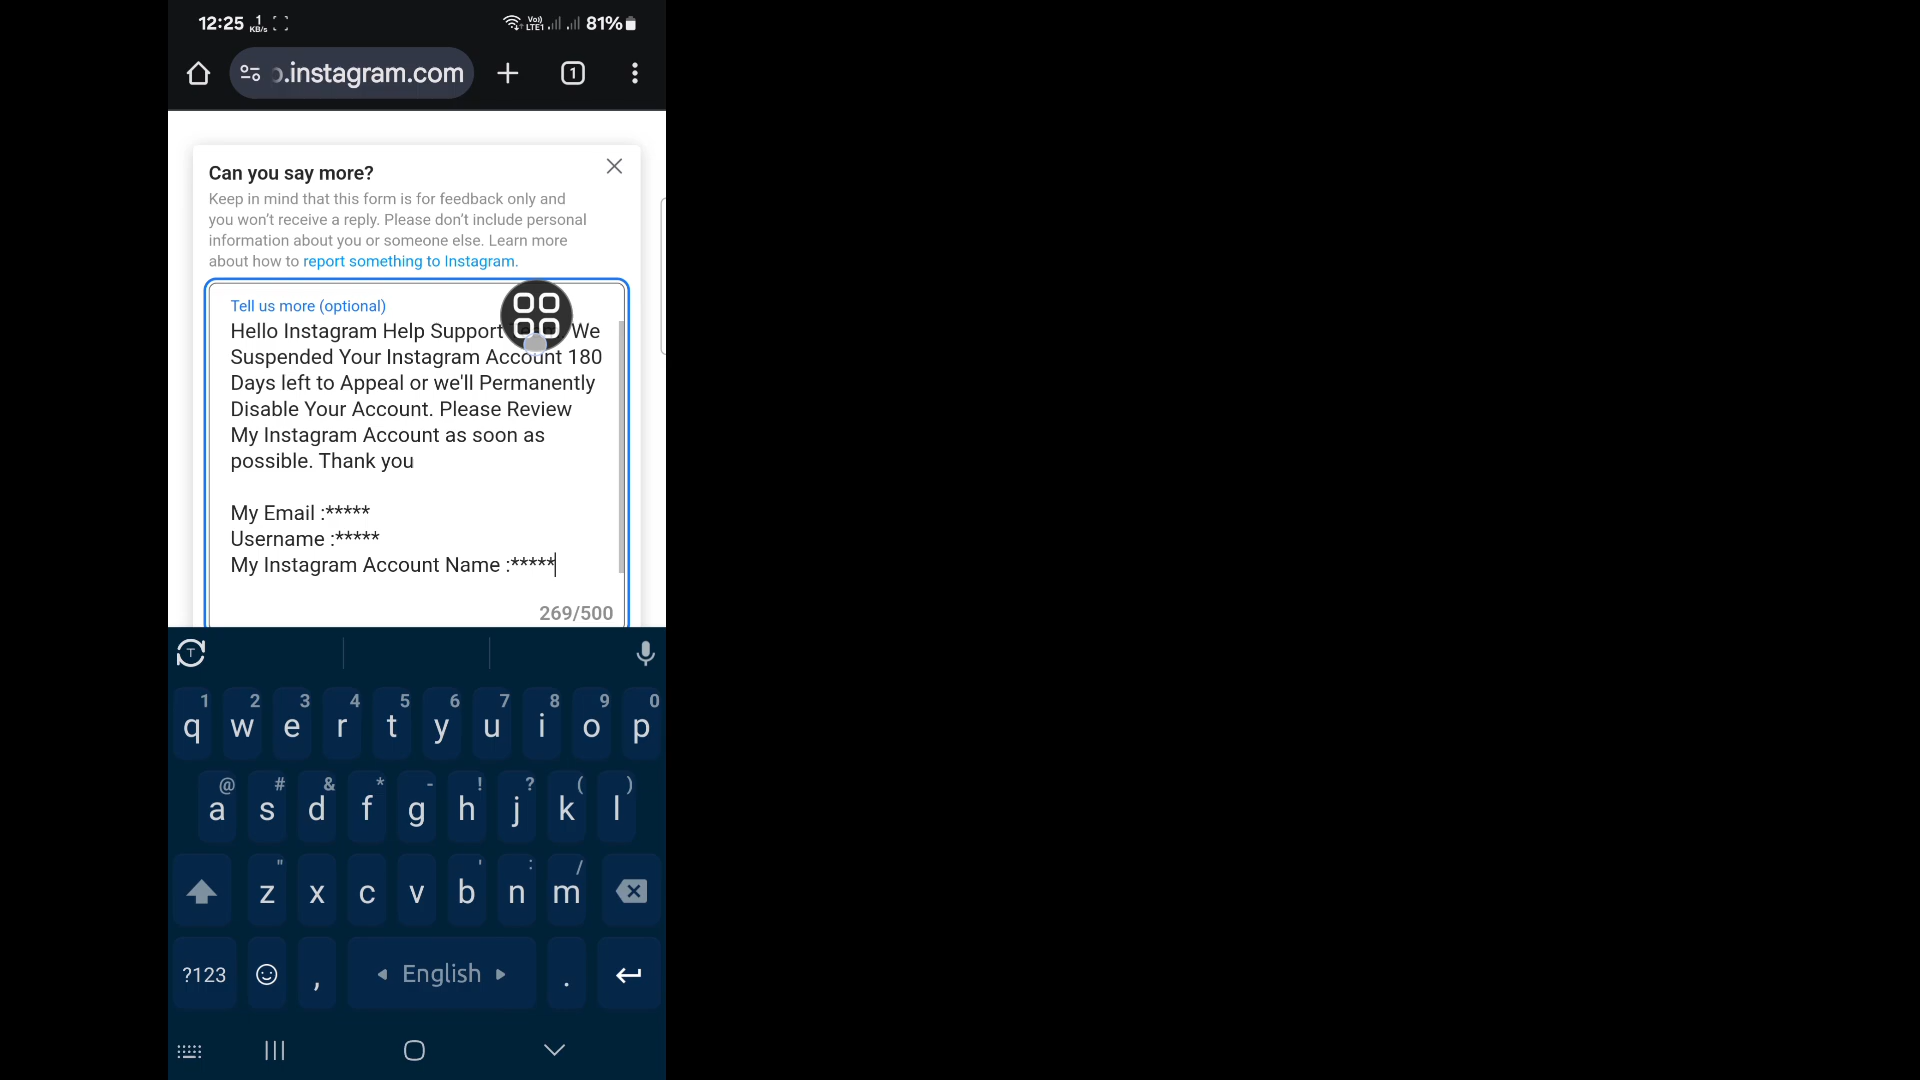 12:25 1 KB/s Vo)) LTE1 81%
.instagram.com 1
Can you say more?
Keep in mind that this form is for feedback only and
you won't receive a reply. Please don't include personal
information about you or someone else. Learn more
about how to report something to Instagram.
Tell us more (optional)
Hello Instagram Help Support We
Suspended Your Instagram Account 180
Days left to Appeal or we'll Permanently
Disable Your Account. Please Review
My Instagram Account as soon as
possible. Thank you
My Email :*****
Username :*****
My Instagram Account Name :*****
269/500
T
1 2 3 4 5 6 7 8 9 0
q w e r t y u i o p
@ # & * - ! ? ( )
a s d f g h j k l
" ' : /
z x c v b n m
?123 , English .